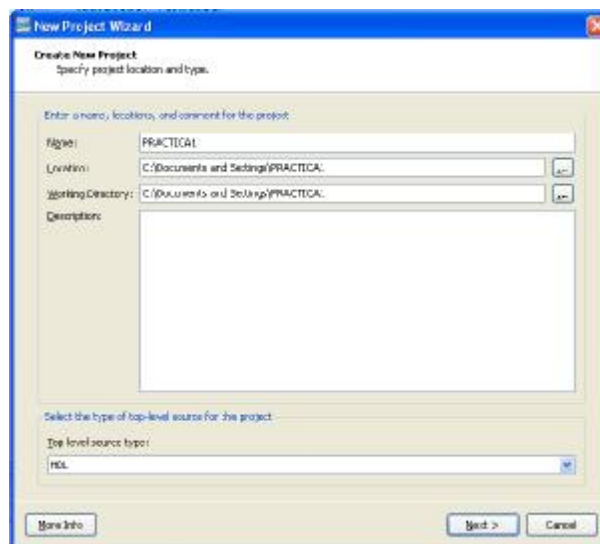 New Project Wizard
Create New Project
Specify project location and type.
Enter a name, locations, and comment for the project
Name: PRACTICA1
Location: C:\Documents and Settings\PRACTICA1 ...
Working Directory: C:\Documents and Settings\PRACTICA1 ...
Description:
Select the type of top-level source for the project
Top level source type:
HDL
More Info Next > Cancel